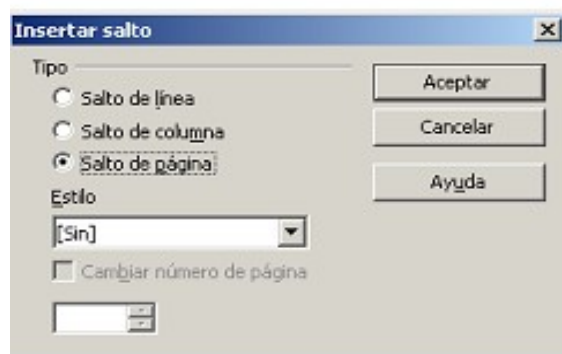 Insertar salto
Tipo
Salto de línea
Salto de columna
Salto de página
Estilo
[Sin]
Cambiar número de página
Aceptar
Cancelar
Ayuda